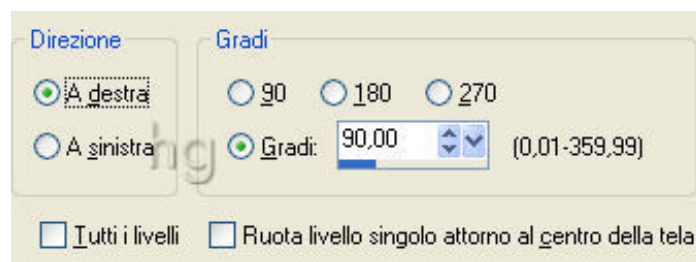 Direzione
Gradi
A destra
90
180
270
A sinistra
Gradi:
90,00
(0,01-359,99)
hg
Tutti i livelli
Ruota livello singolo attorno al centro della tela